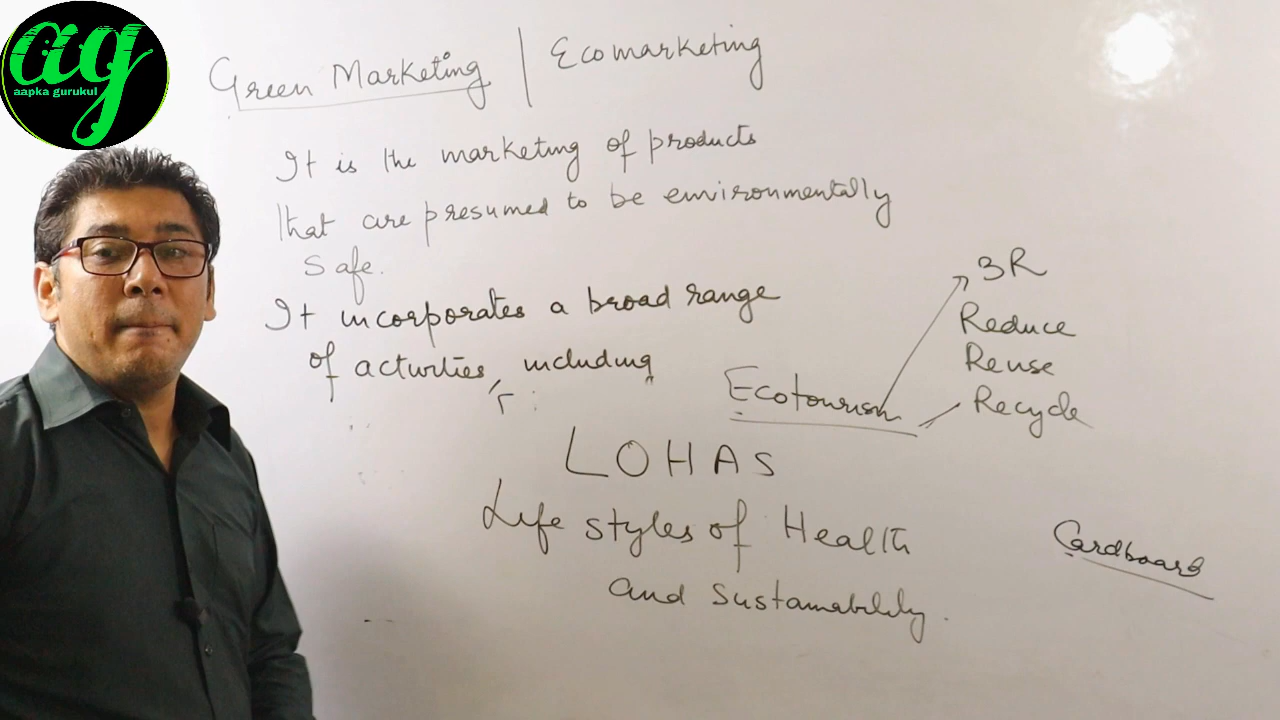 ag
aapka gurukul
Green Marketing | Ecomarketing
It is the marketing of products
that are presumed to be environmentally
safe.
It incorporates a broad range
of activities, including
3R
Reduce
Reuse
Recycle
Ecotourism
LOHAS
Life styles of Health
and Sustainability.
Cardboard